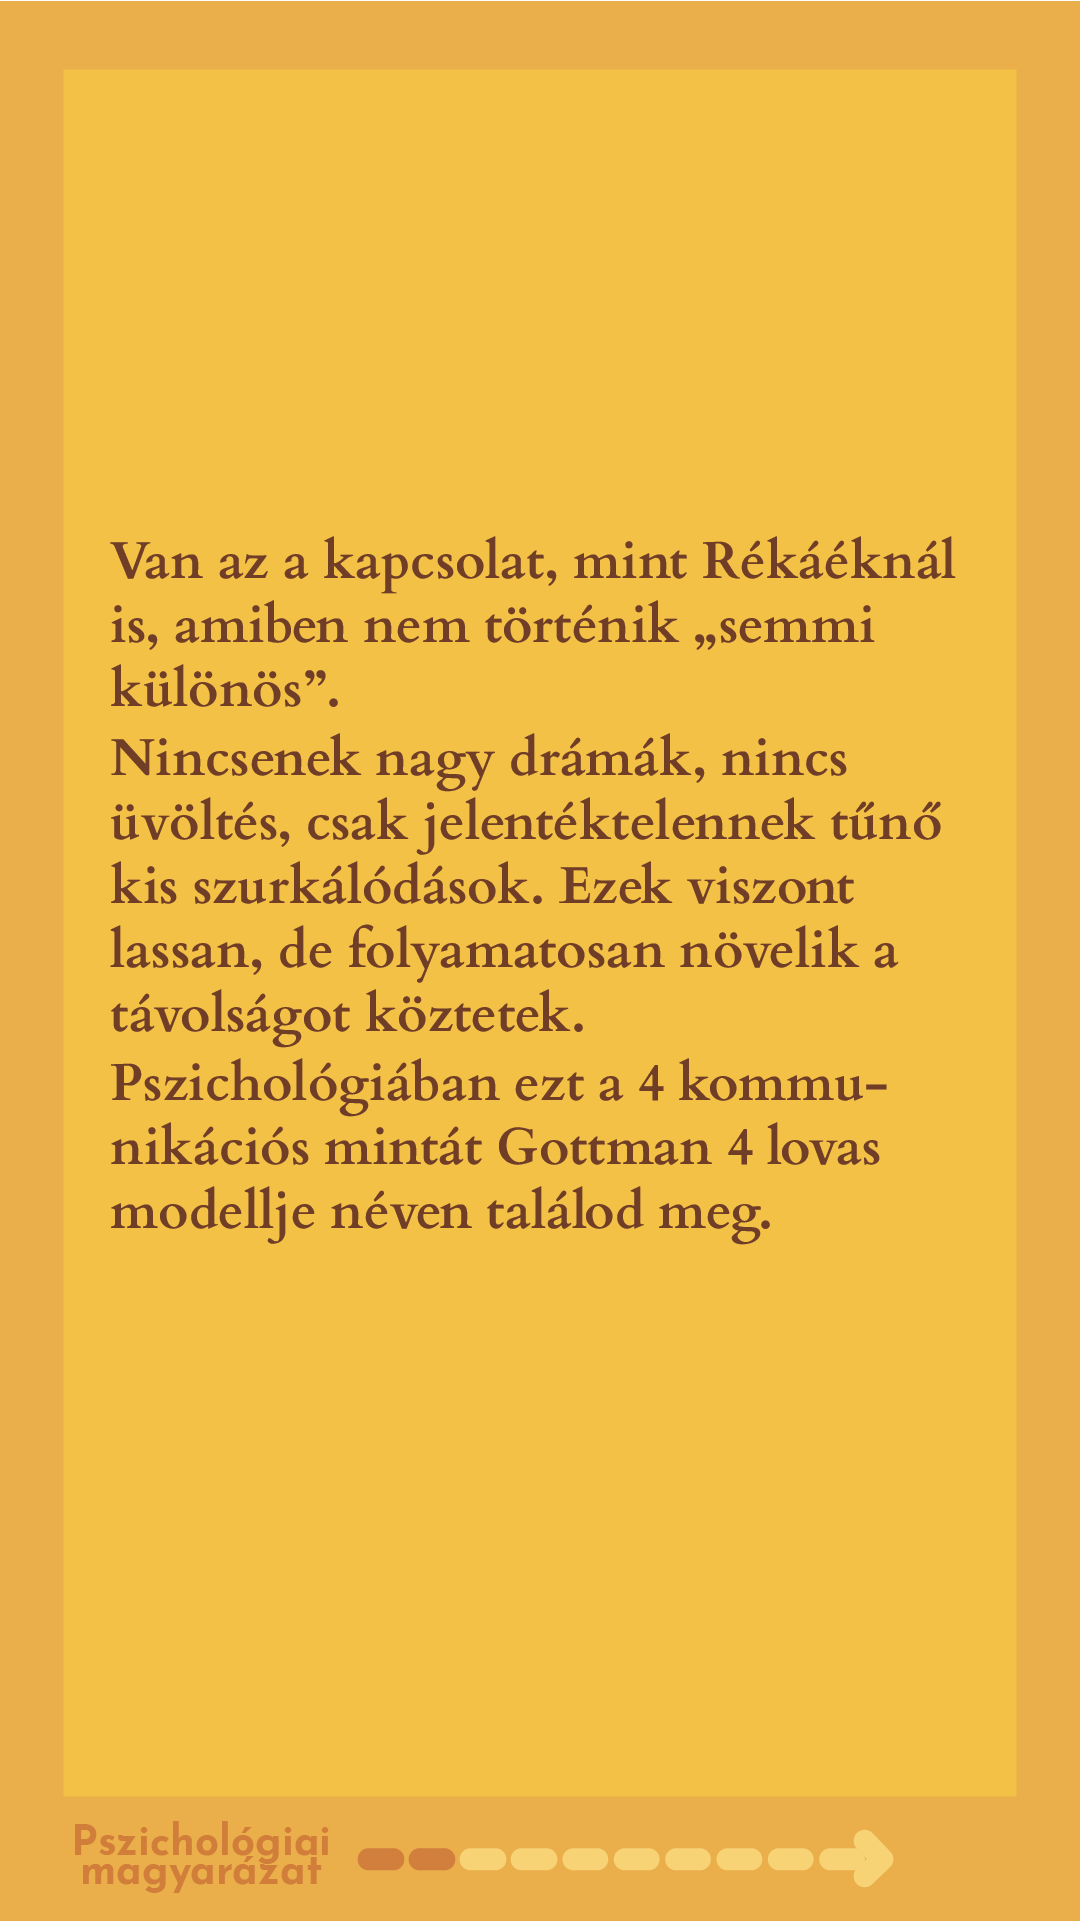 Van az a kapcsolat, mint Rékáéknál
is, amiben nem történik „semmi
különös”.
Nincsenek nagy drámák, nincs
üvöltés, csak jelentéktelennek tűnő
kis szurkálódások. Ezek viszont
lassan, de folyamatosan növelik a
távolságot köztetek.
Pszichológiában ezt a 4 kommu-
nikációs mintát Gottman 4 lovas
modellje néven találod meg.
Pszichológiai
magyarázat